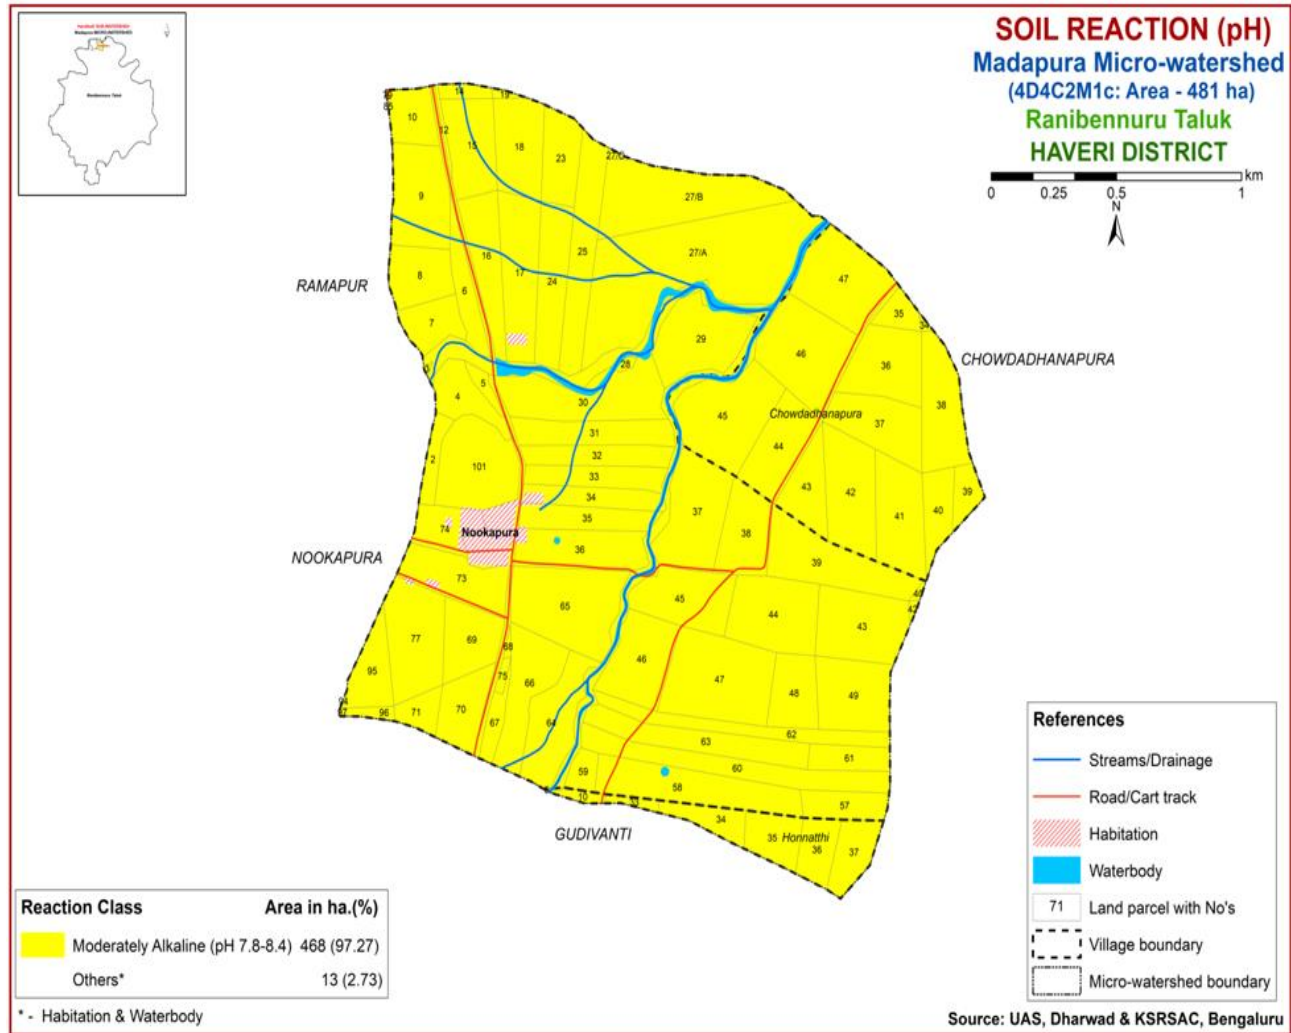 SOIL REACTION (pH)
Madapura Micro-watershed
(4D4C2M1c: Area - 481 ha)
Ranibennuru Taluk
HAVERI DISTRICT
km
0 0.25 0.5 1
N
Madapura MICRO-WATERSHED
Ranibennuru Taluk
14 19
10 12 15 18 23
9 27/B
16 25 27/A
8 17 24 47
6 35
7 29 46 36
28 CHOWDADHANAPURA
RAMAPUR
5 4 30 45 Chowdadhanapura 38
31 44 37
2 101 32
33 43 42 39
34 41 40
74 Nookapura 35 37 38
36 39
NOOKAPURA
73 65 45 44 43
77 69 68 46
95 75 66 47 48 49
96 71 70 67 64 62
63 61
59 60
58 57
10 34
GUDIVANTI
35 Honnatthi 36 37
References
Streams/Drainage
Road/Cart track
Habitation
Waterbody
71 Land parcel with No's
Village boundary
Micro-watershed boundary
Reaction Class Area in ha.(%)
Moderately Alkaline (pH 7.8-8.4) 468 (97.27)
Others* 13 (2.73)
* - Habitation & Waterbody
Source: UAS, Dharwad & KSRSAC, Bengaluru